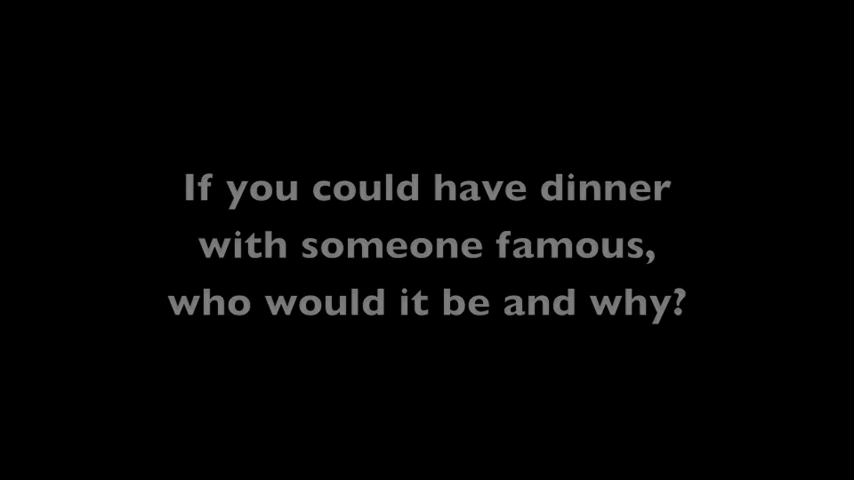 If you could have dinner
with someone famous,
who would it be and why?